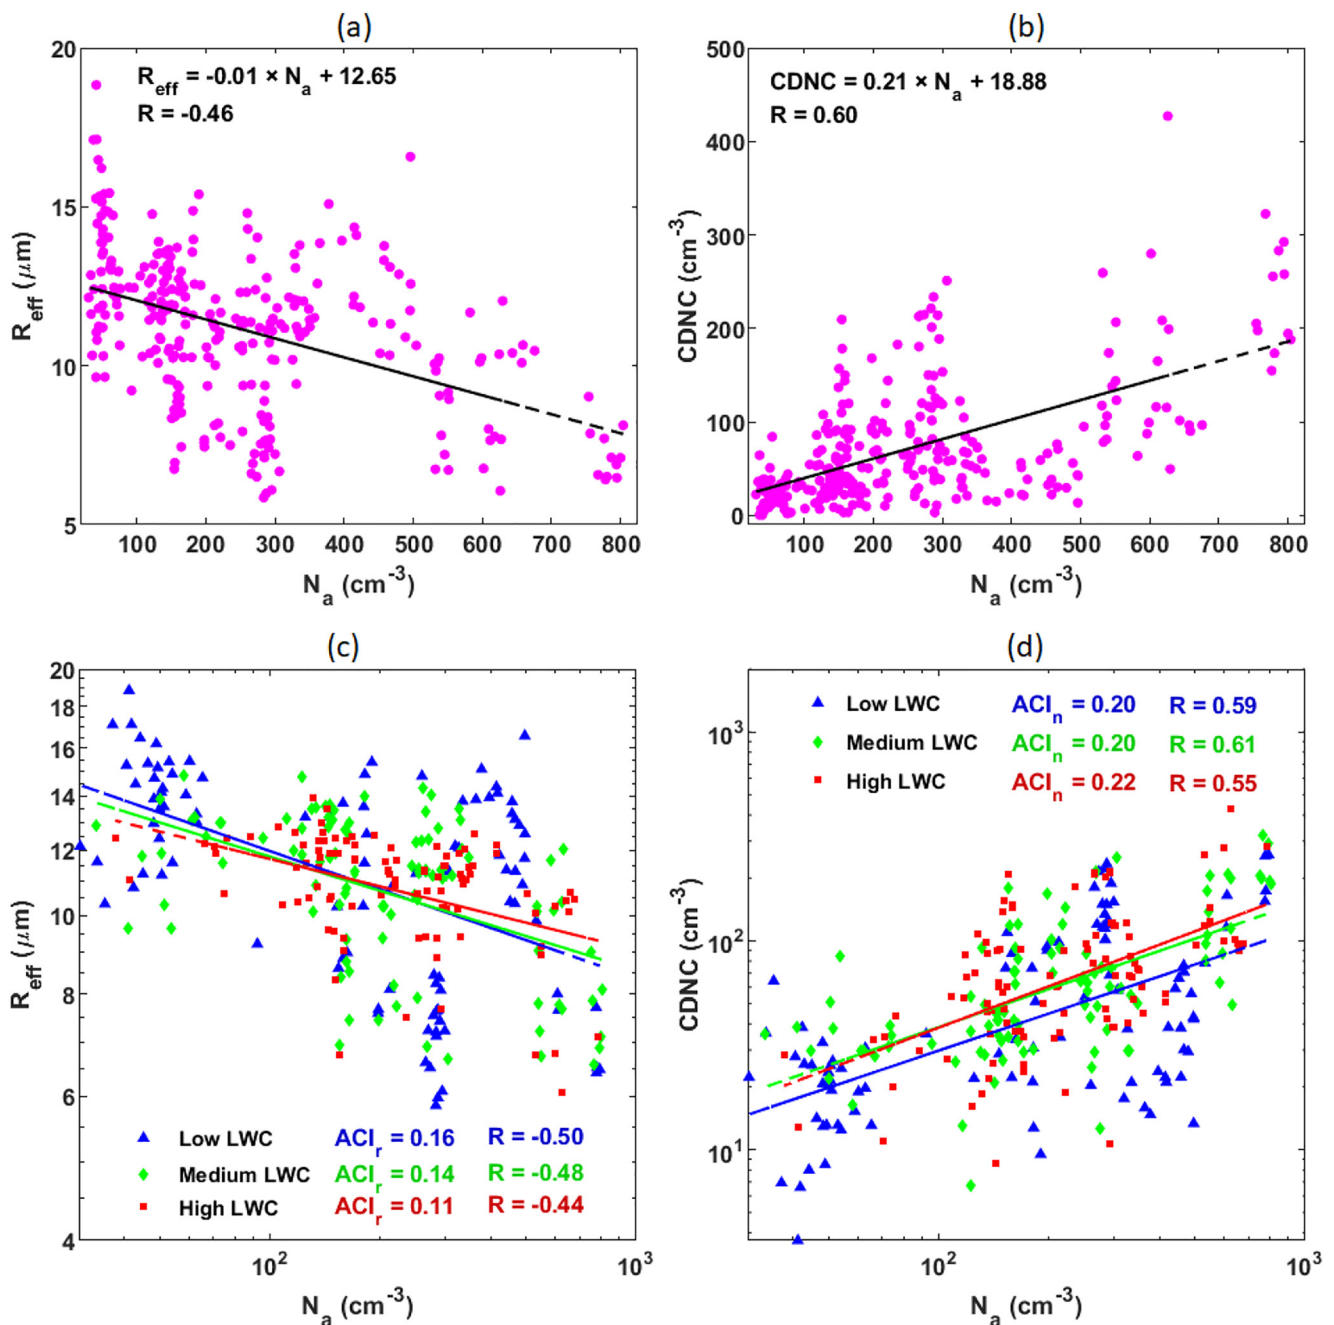 (a)
20
15
10
5
R_eff (μm)
R_eff = -0.01 × N_a + 12.65
R = -0.46
100 200 300 400 500 600 700 800
N_a (cm^-3)
(b)
500
400
300
200
100
0
CDNC (cm^-3)
CDNC = 0.21 × N_a + 18.88
R = 0.60
100 200 300 400 500 600 700 800
N_a (cm^-3)
(c)
20
18
16
14
12
10
8
6
4
R_eff (μm)
Low LWC ACI_r = 0.16 R = -0.50
Medium LWC ACI_r = 0.14 R = -0.48
High LWC ACI_r = 0.11 R = -0.44
10^2 10^3
N_a (cm^-3)
(d)
10^3
10^2
10^1
CDNC (cm^-3)
Low LWC ACI_n = 0.20 R = 0.59
Medium LWC ACI_n = 0.20 R = 0.61
High LWC ACI_n = 0.22 R = 0.55
10^2 10^3
N_a (cm^-3)